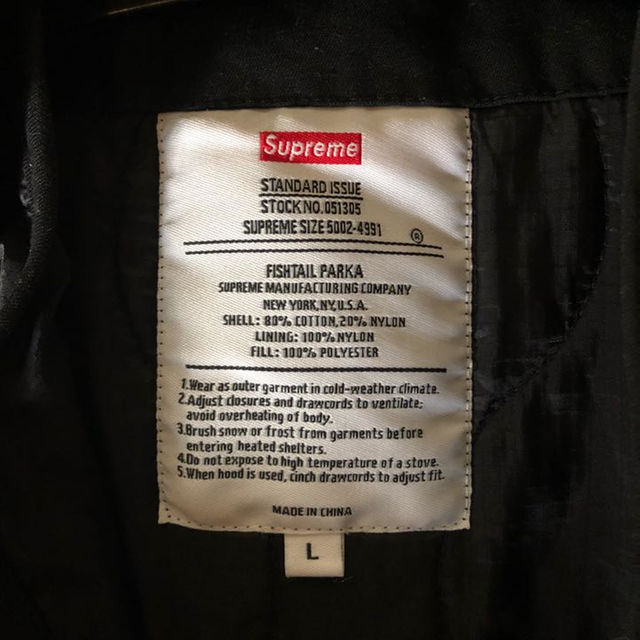 Supreme
STANDARD ISSUE
STOCK NO. 051305
SUPREME SIZE 5002-4991
®
FISHTAIL PARKA
SUPREME MANUFACTURING COMPANY
NEW YORK, N.Y, U.S.A.
SHELL: 80% COTTON, 20% NYLON
LINING: 100% NYLON
FILL: 100% POLYESTER
1.Wear as outer garment in cold-weather climate.
2.Adjust closures and drawcords to ventilate;
avoid overheating of body.
3.Brush snow or frost from garments before
entering heated shelters.
4.Do not expose to high temperature of a stove.
5.When hood is used, cinch drawcords to adjust fit.
MADE IN CHINA
L